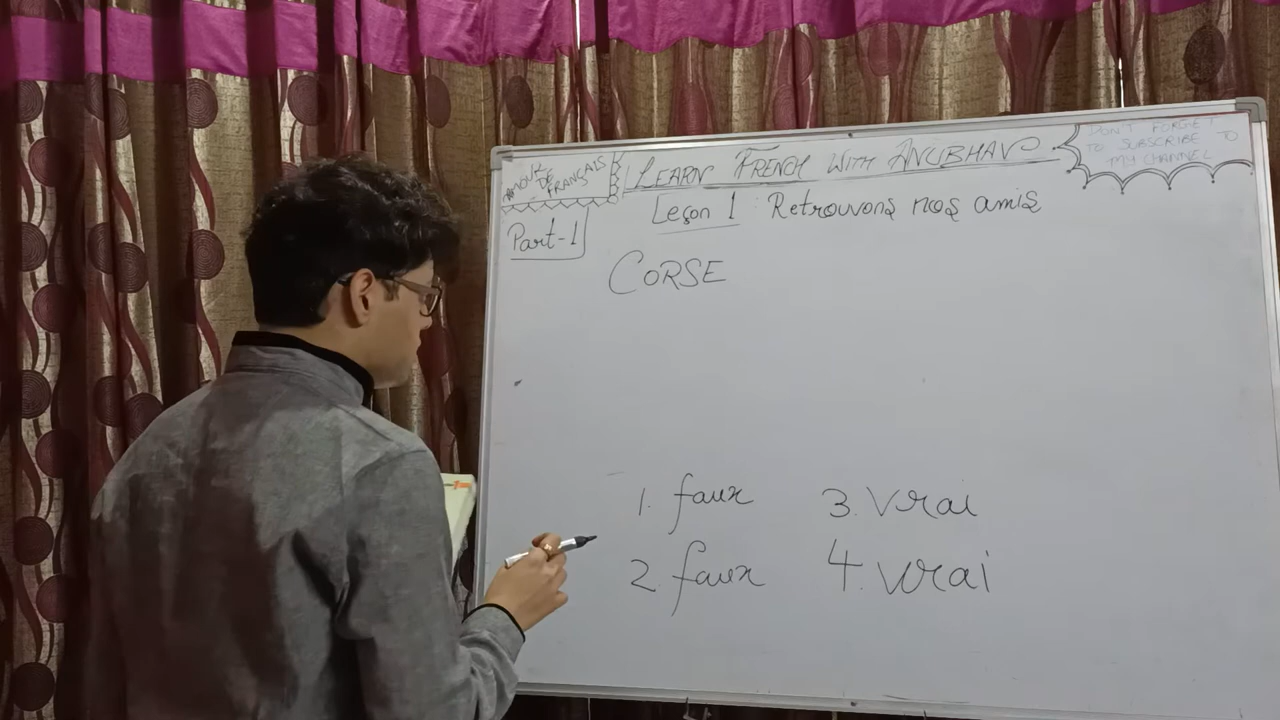 AMOUR
DE
FRANÇAIS
LEARN FRENCH WITH ANUBHAV
DON'T FORGET
TO SUBSCRIBE TO
MY CHANNEL
Part-1
Leçon 1 : Retrouvons nos amis
CORSE
1. faux
3. Vrai
2. faux
4. vrai